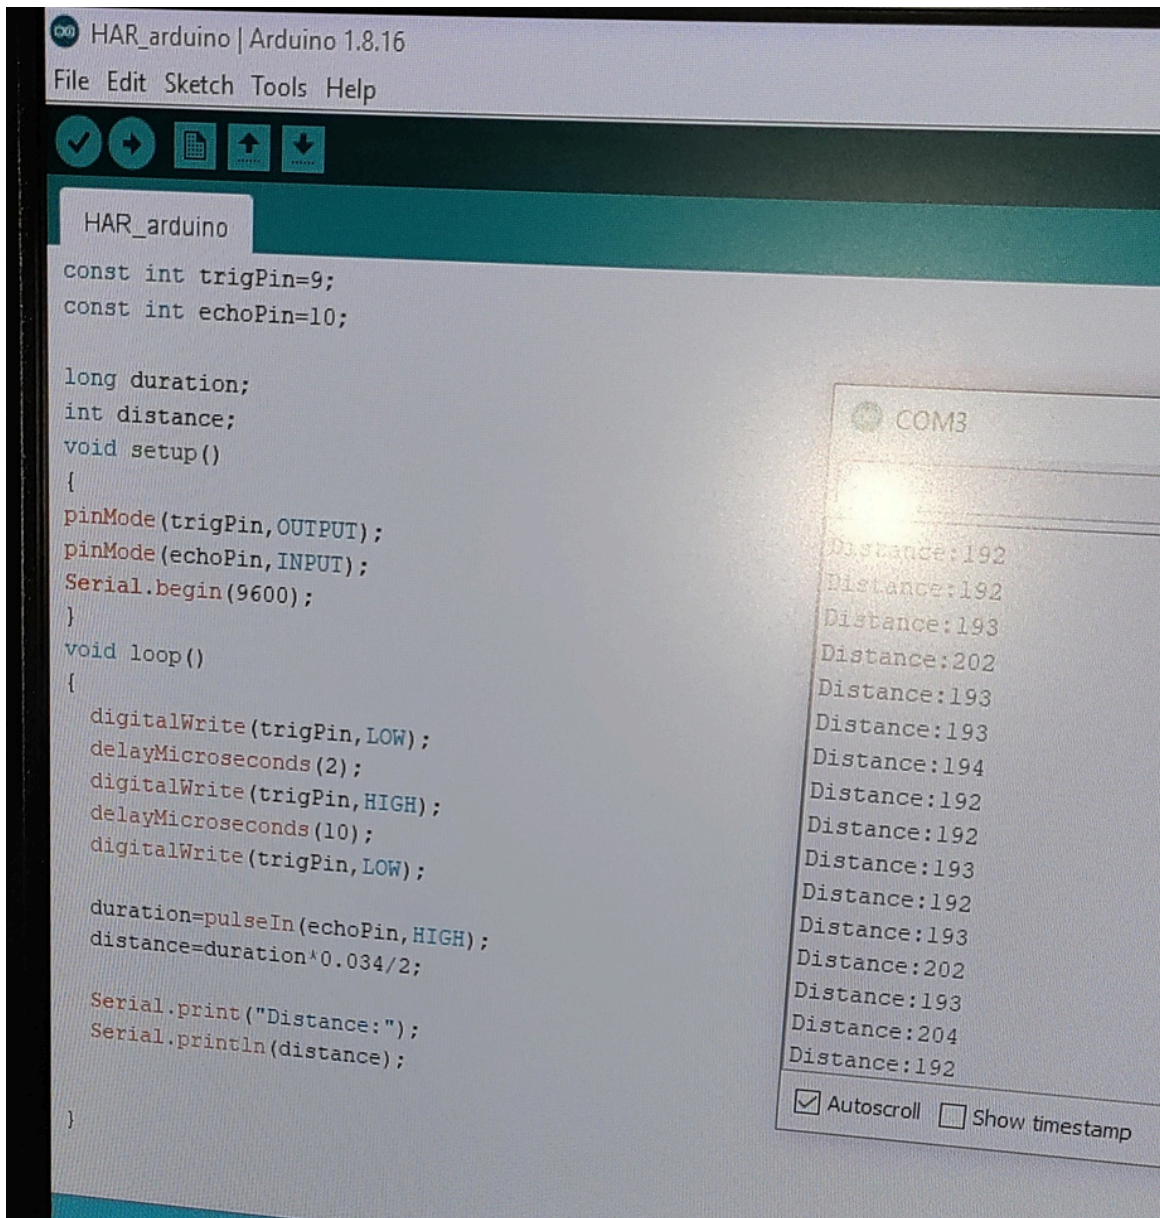 HAR_arduino | Arduino 1.8.16
File Edit Sketch Tools Help
HAR_arduino
const int trigPin=9;
const int echoPin=10;
long duration;
int distance;
void setup()
{
pinMode(trigPin,OUTPUT);
pinMode(echoPin,INPUT);
Serial.begin(9600);
}
void loop()
{
digitalWrite(trigPin,LOW);
delayMicroseconds(2);
digitalWrite(trigPin,HIGH);
delayMicroseconds(10);
digitalWrite(trigPin,LOW);
duration=pulseIn(echoPin,HIGH);
distance=duration*0.034/2;
Serial.print("Distance:");
Serial.println(distance);
}
COM3
Distance:192
Distance:192
Distance:193
Distance:202
Distance:193
Distance:193
Distance:194
Distance:192
Distance:192
Distance:193
Distance:192
Distance:193
Distance:202
Distance:193
Distance:204
Distance:192
Autoscroll Show timestamp